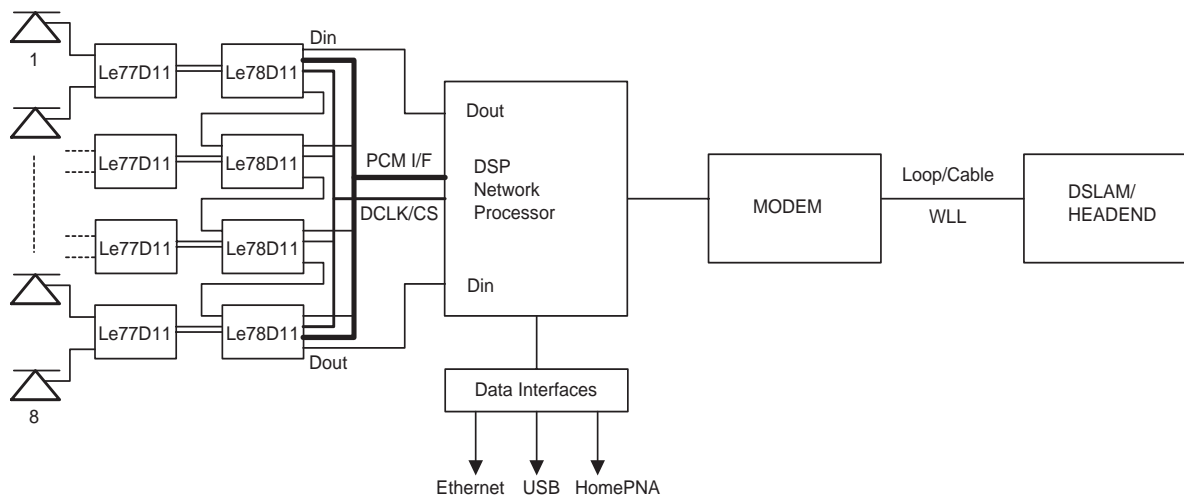 1
Le77D11
Le78D11
Din
Le77D11
Le78D11
PCM I/F
DCLK/CS
Le77D11
Le78D11
Le77D11
Le78D11
Dout
8
Dout
DSP
Network
Processor
Din
MODEM
Loop/Cable
WLL
DSLAM/
HEADEND
Data Interfaces
Ethernet
USB
HomePNA